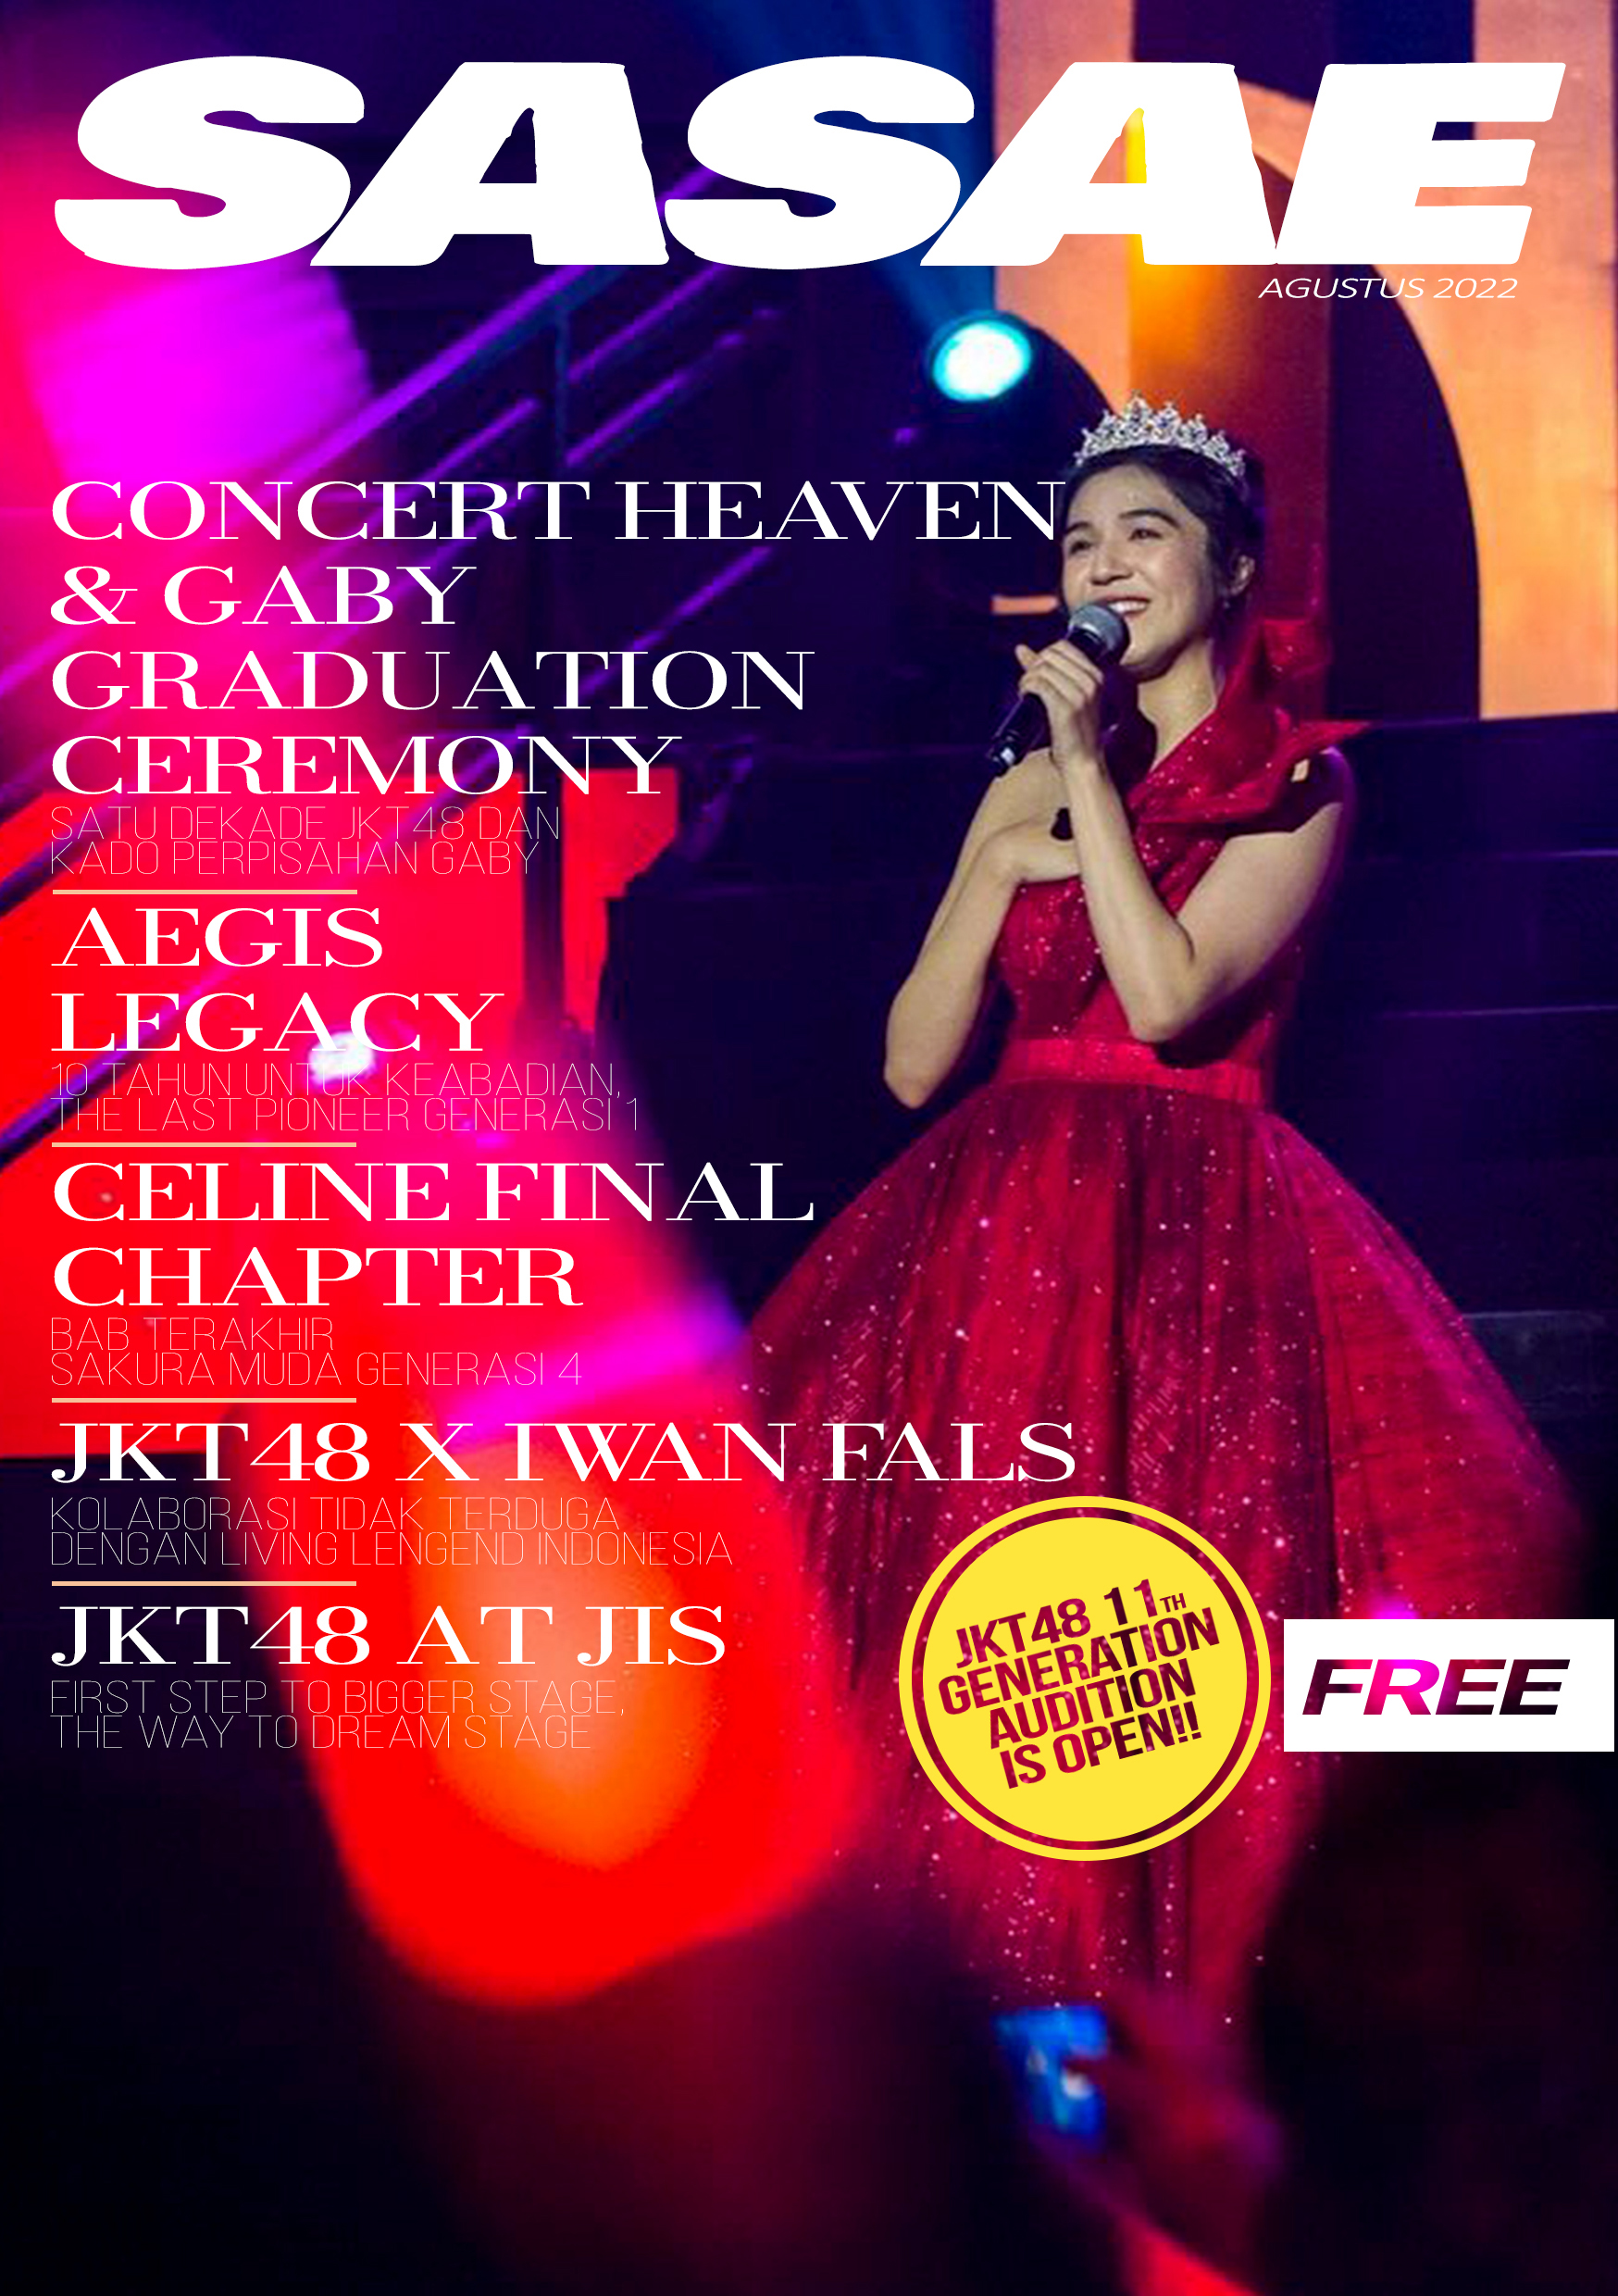 SASAE
AGUSTUS 2022
CONCERT HEAVEN
& GABY
GRADUATION
CEREMONY
SATU DEKADE JKT48 DAN
KADO PERPISAHAN GABY
AEGIS
LEGACY
10 TAHUN UNTUK KEABADIAN,
THE LAST PIONEER GENERASI 1
CELINE FINAL
CHAPTER
BAB TERAKHIR
SAKURA MUDA GENERASI 4
JKT48 X IWAN FALS
KOLABORASI TIDAK TERDUGA
DENGAN LIVING LENGEND INDONESIA
JKT48 AT JIS
FIRST STEP TO BIGGER STAGE,
THE WAY TO DREAM STAGE
JKT48 11TH
GENERATION
AUDITION
IS OPEN!!
FREE